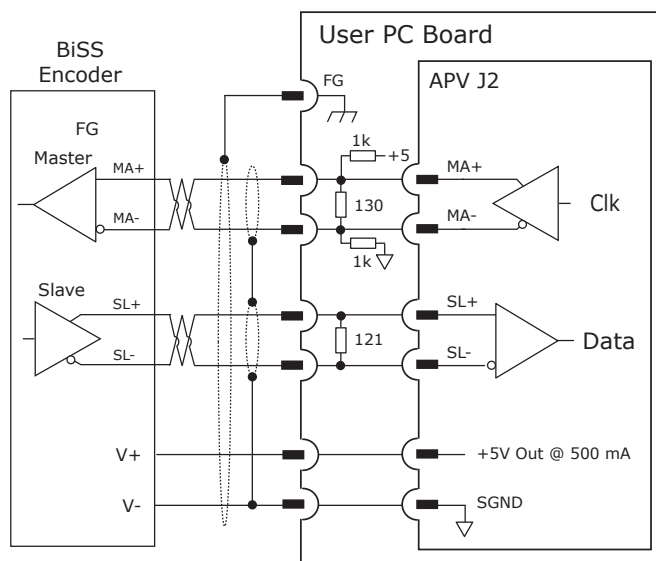 User PC Board
BiSS
Encoder
APV J2
FG
FG
Master
MA+
MA-
1k
+5
130
1k
MA+
MA-
Clk
Slave
SL+
SL-
121
SL+
SL-
Data
V+
+5V Out @ 500 mA
V-
SGND